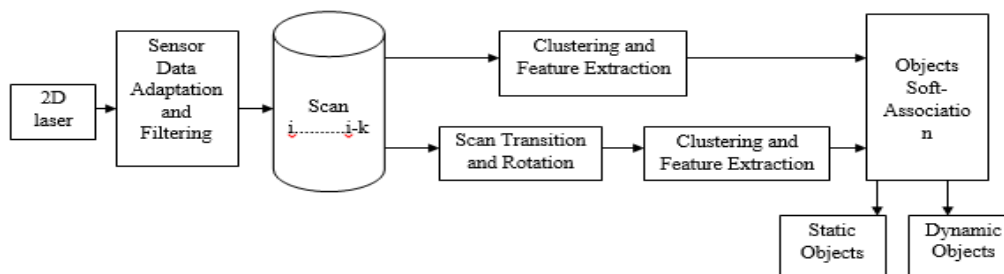 2D
laser
Sensor
Data
Adaptation
and
Filtering
Scan
i............i-k
Clustering and
Feature Extraction
Scan Transition
and Rotation
Clustering and
Feature Extraction
Objects
Soft-
Associatio
n
Static
Objects
Dynamic
Objects